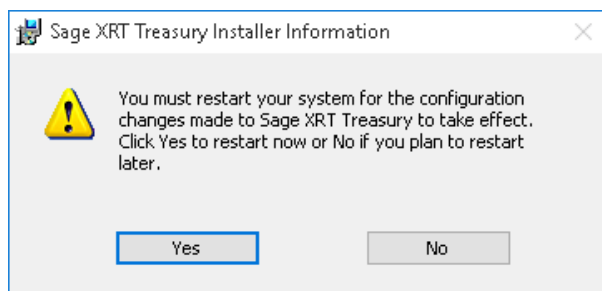 Sage XRT Treasury Installer Information
You must restart your system for the configuration
changes made to Sage XRT Treasury to take effect.
Click Yes to restart now or No if you plan to restart
later.
Yes
No